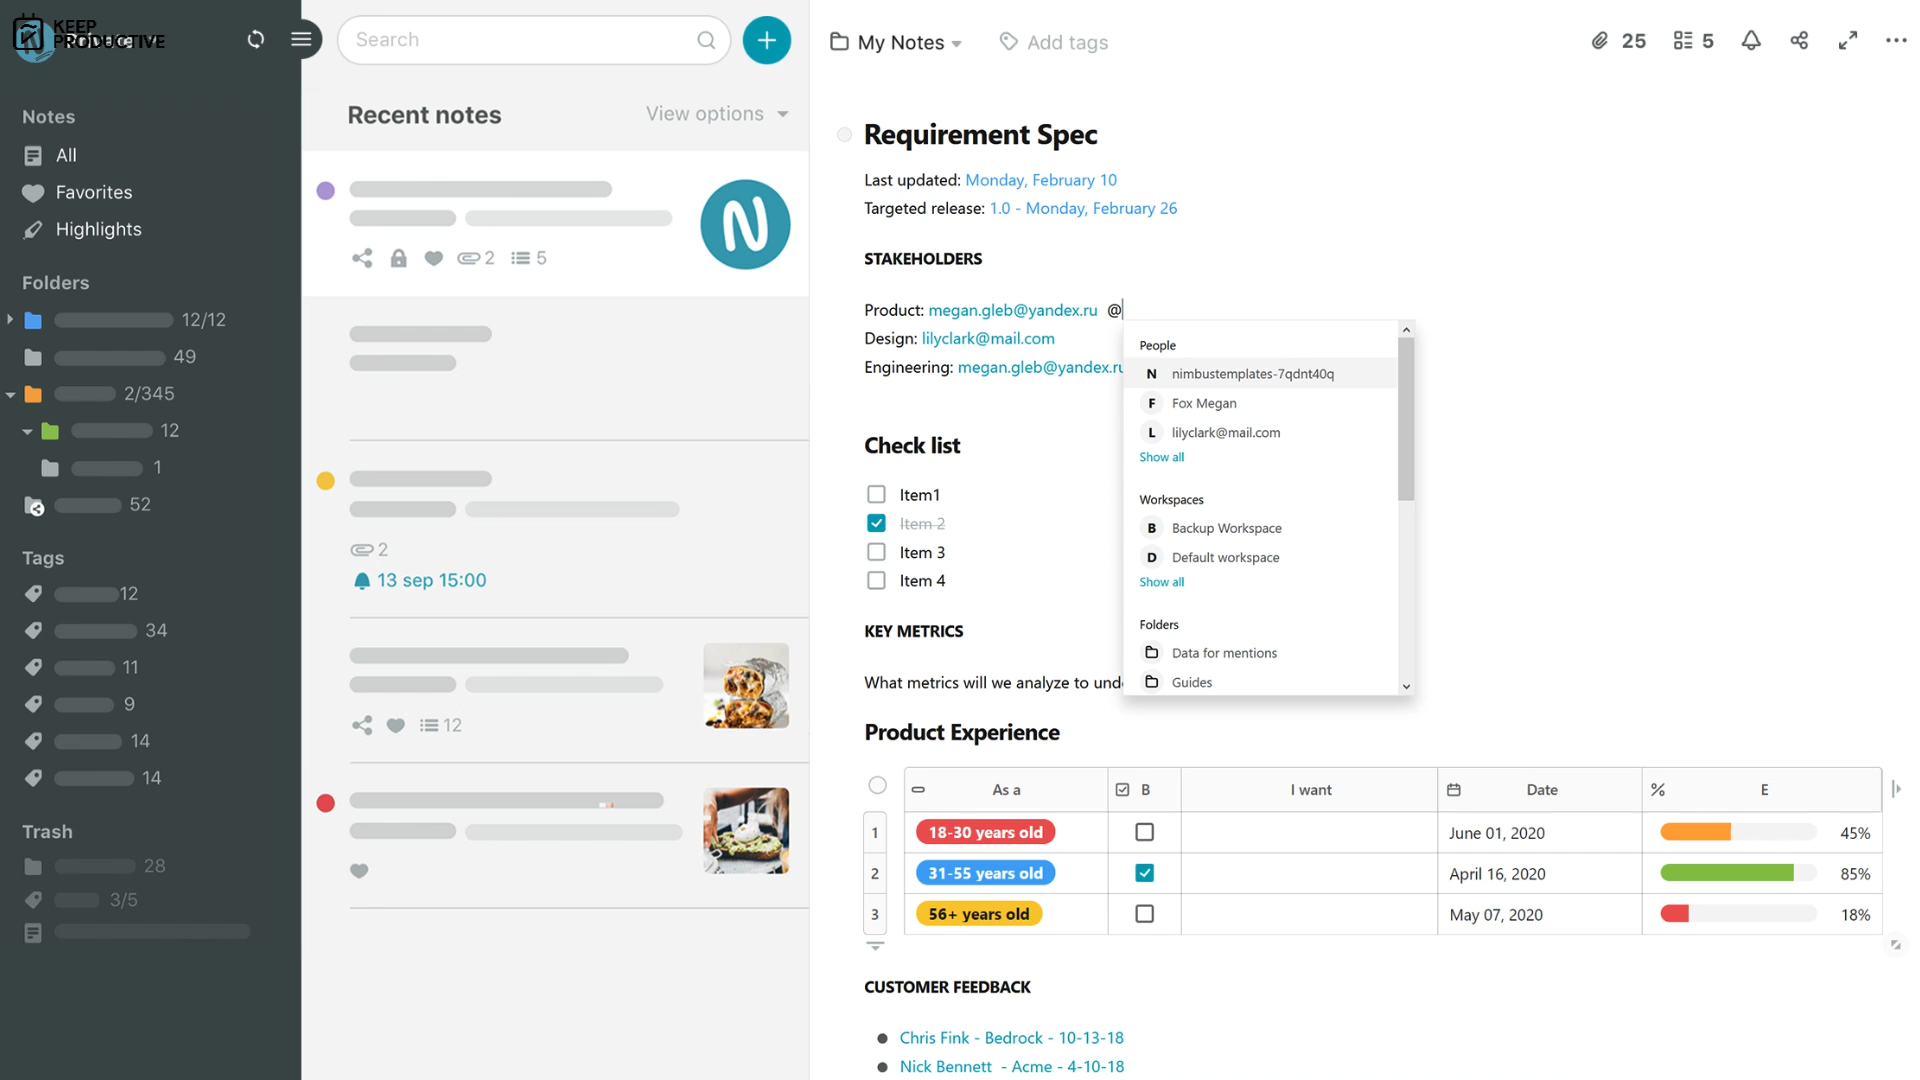 KEEP
PRODUCTIVE
Private
Notes
All
Favorites
Highlights
Folders
12/12
49
2/345
12
1
52
Tags
12
34
11
9
14
14
Trash
28
3/5
Search
+
Recent notes
View options
N
2
5
2
13 sep 15:00
12
My Notes
Add tags
25
5
Requirement Spec
Last updated: Monday, February 10
Targeted release: 1.0 - Monday, February 26
STAKEHOLDERS
Product: megan.gleb@yandex.ru @
Design: lilyclark@mail.com
Engineering: megan.gleb@yandex.ru
People
N nimbustemplates-7qdnt40q
F Fox Megan
L lilyclark@mail.com
Show all
Workspaces
B Backup Workspace
D Default workspace
Show all
Folders
Data for mentions
Guides
Check list
Item1
Item 2
Item 3
Item 4
KEY METRICS
What metrics will we analyze to
Product Experience
As a B I want Date % E
1 18-30 years old June 01, 2020 45%
2 31-55 years old April 16, 2020 85%
3 56+ years old May 07, 2020 18%
CUSTOMER FEEDBACK
Chris Fink - Bedrock - 10-13-18
Nick Bennett - Acme - 4-10-18